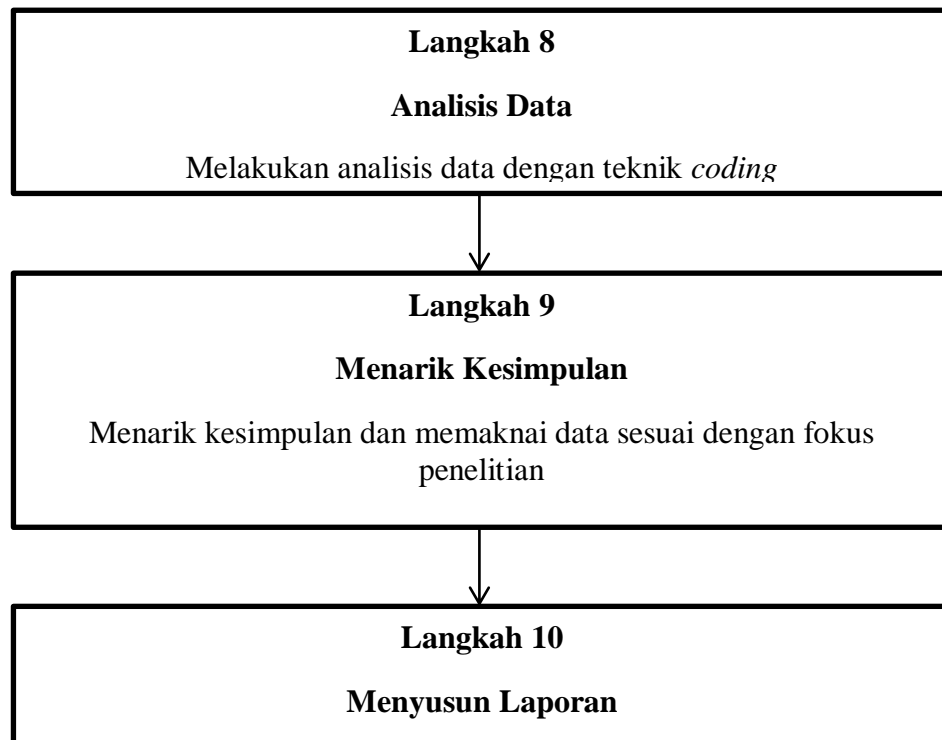 Langkah 8
Analisis Data
Melakukan analisis data dengan teknik coding
Langkah 9
Menarik Kesimpulan
Menarik kesimpulan dan memaknai data sesuai dengan fokus
penelitian
Langkah 10
Menyusun Laporan